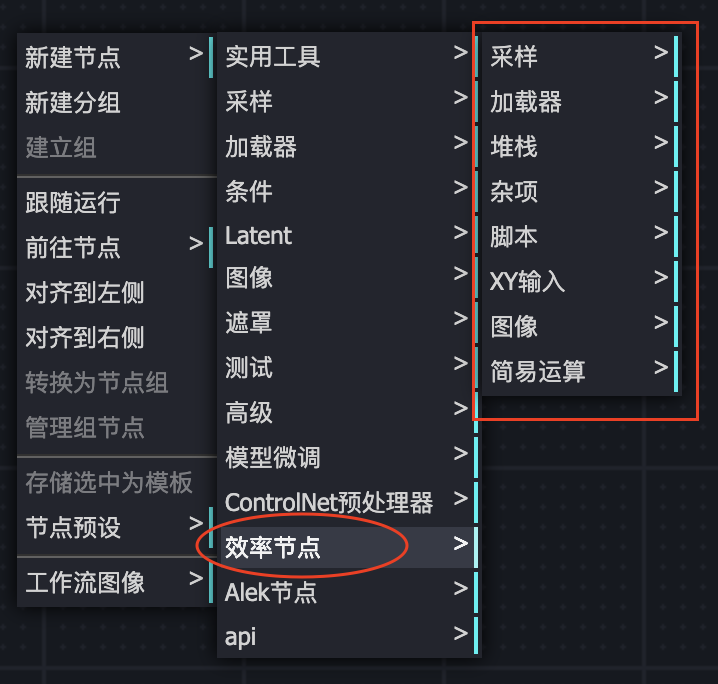 新建节点 >
新建分组
建立组
跟随运行
前往节点 >
对齐到左侧
对齐到右侧
转换为节点组
管理组节点
存储选中为模板
节点预设 >
工作流图像 >
实用工具 >
采样 >
加载器 >
条件 >
Latent >
图像 >
遮罩 >
测试 >
高级 >
模型微调 >
ControlNet预处理器 >
效率节点 >
Alek节点 >
api >
采样 >
加载器 >
堆栈 >
杂项 >
脚本 >
XY输入 >
图像 >
简易运算 >